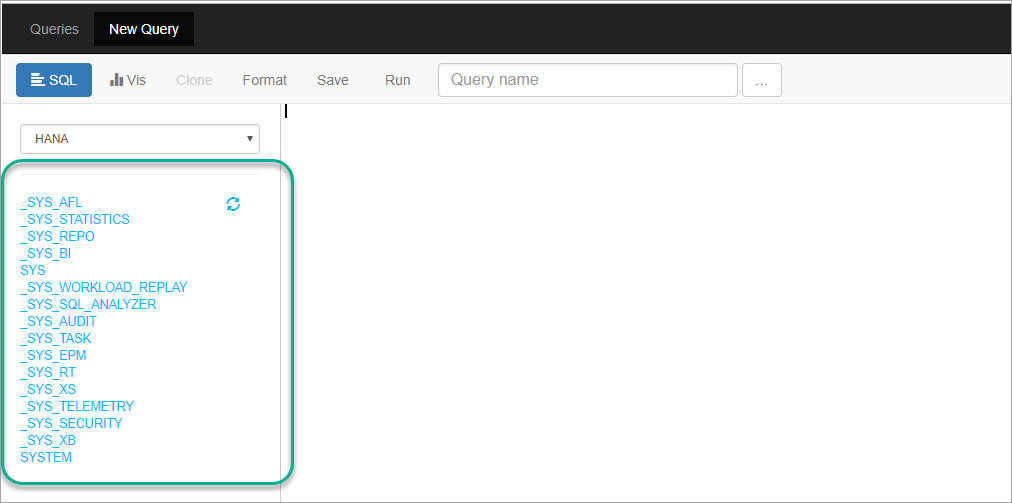 Queries New Query
SQL Vis Clone Format Save Run Query name ...
HANA
_SYS_AFL
_SYS_STATISTICS
_SYS_REPO
_SYS_BI
SYS
_SYS_WORKLOAD_REPLAY
_SYS_SQL_ANALYZER
_SYS_AUDIT
_SYS_TASK
_SYS_EPM
_SYS_RT
_SYS_XS
_SYS_TELEMETRY
_SYS_SECURITY
_SYS_XB
SYSTEM